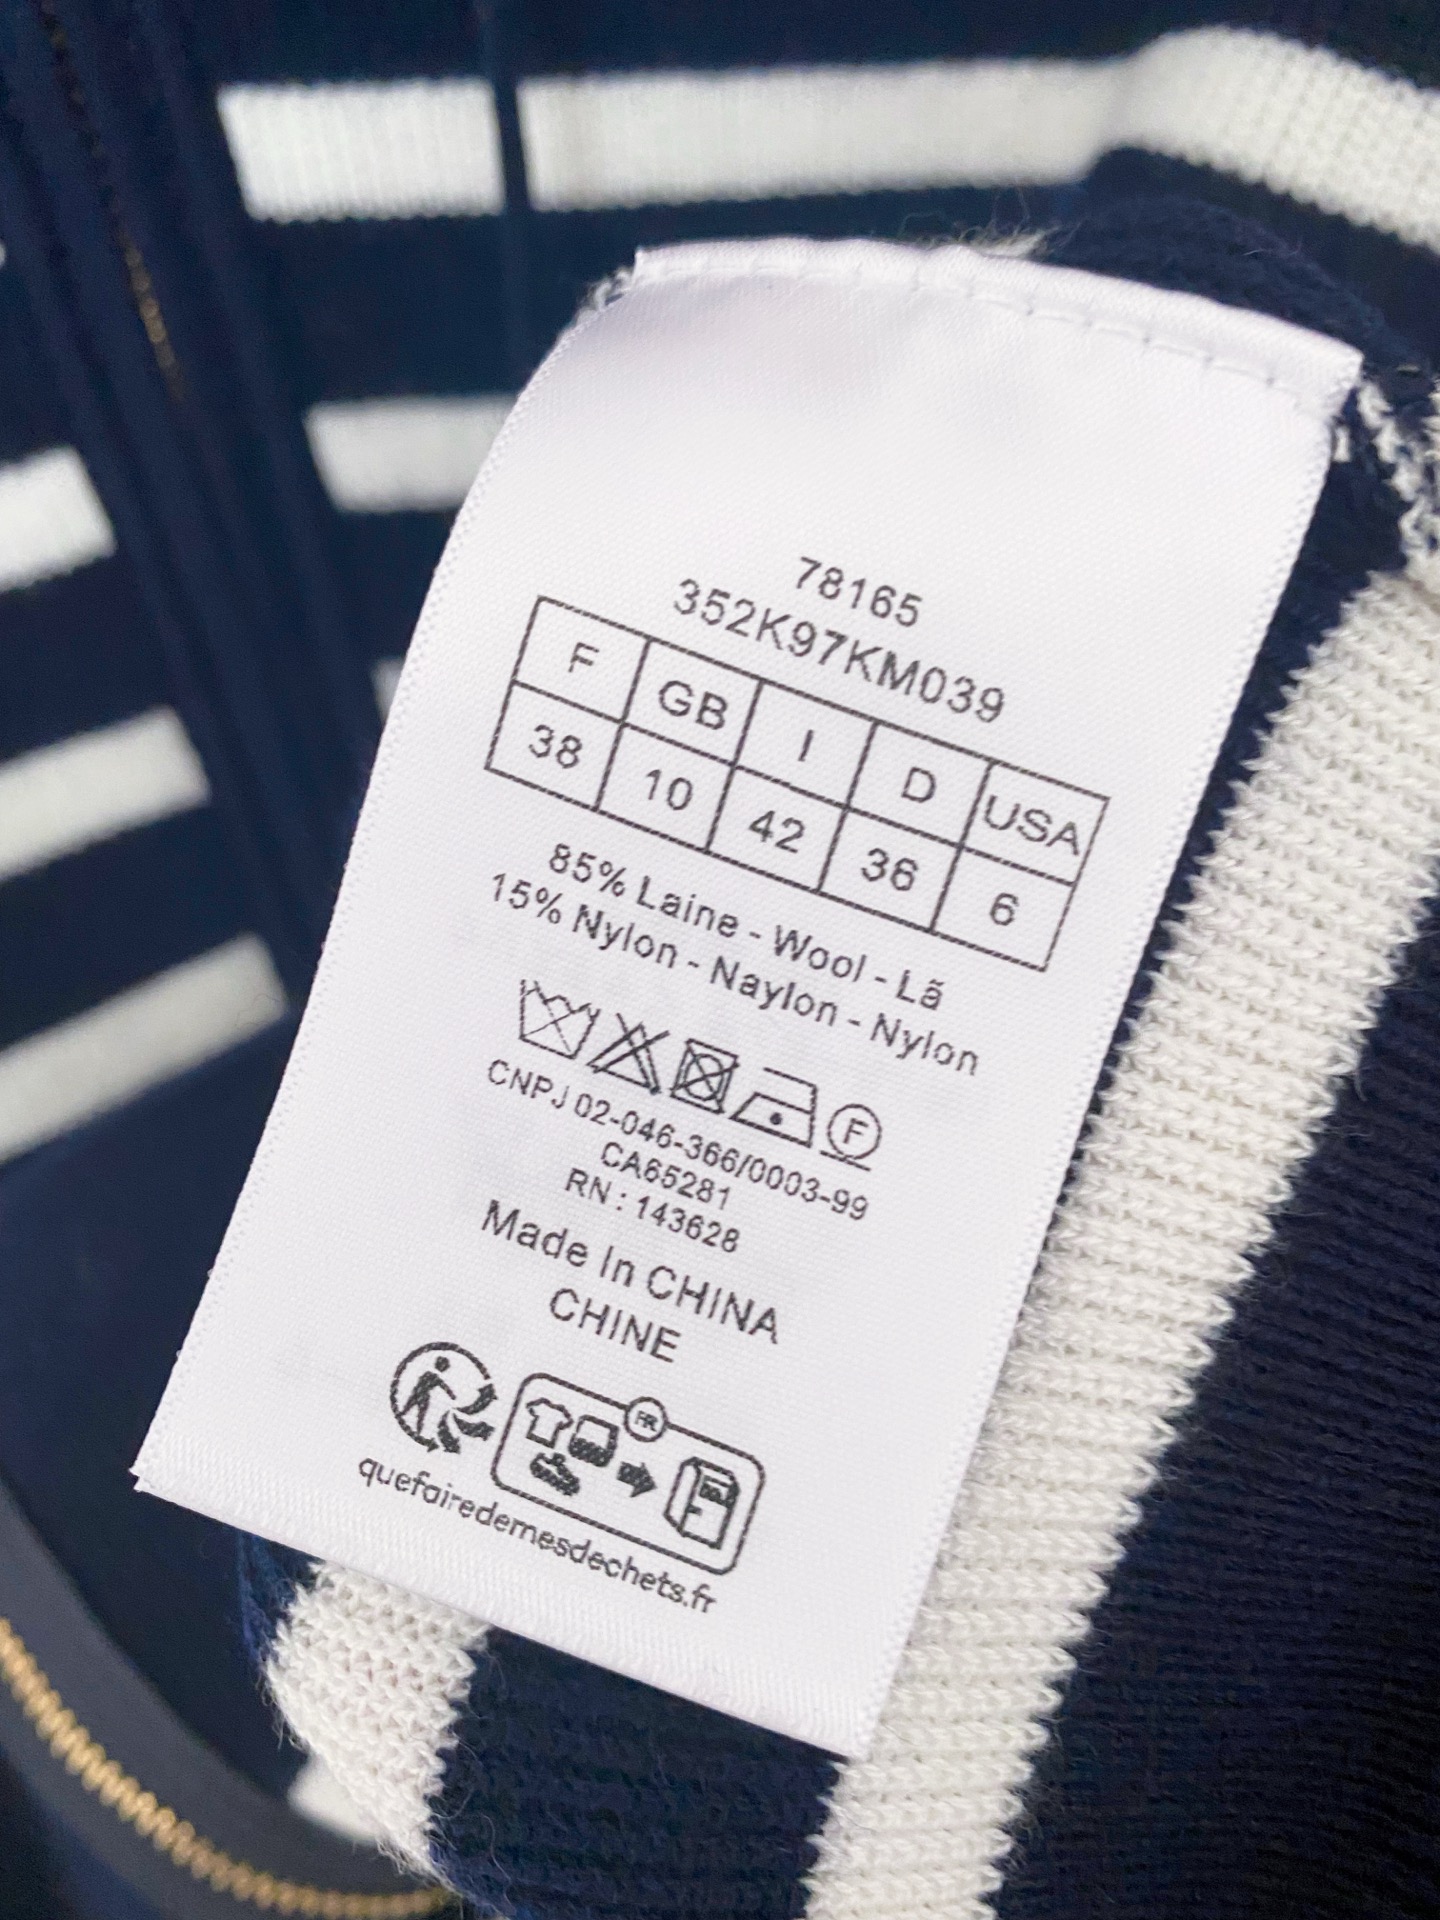 78165
352K97KM039
F GB I D USA
38 10 42 36 6
85% Laine - Wool - Lã
15% Nylon - Naylon - Nylon
F
CNPJ 02-046-366/0003-99
CA65281
RN : 143628
Made In CHINA
CHINE
FR
quefairedemesdechets.fr